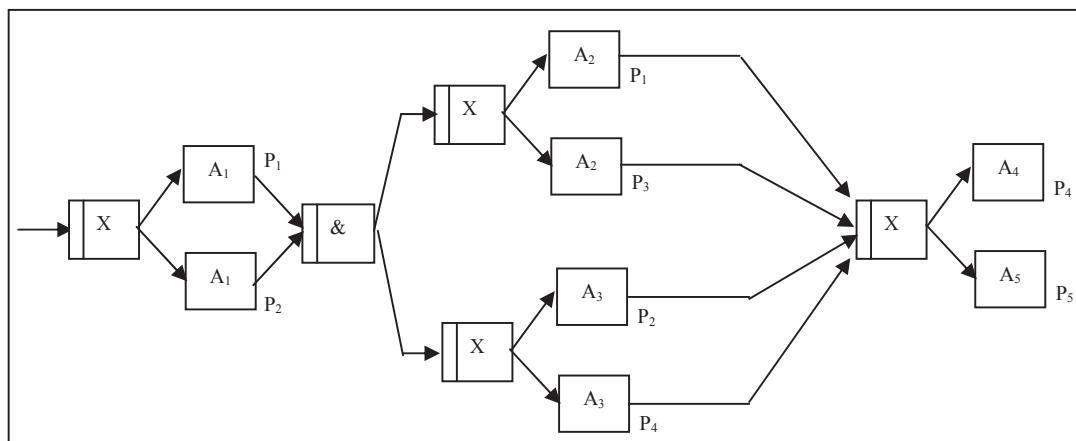 X
A₁
P₁
A₁
P₂
&
X
A₂
P₁
A₂
P₃
X
A₃
P₂
A₃
P₄
X
A₄
P₄
A₅
P₅